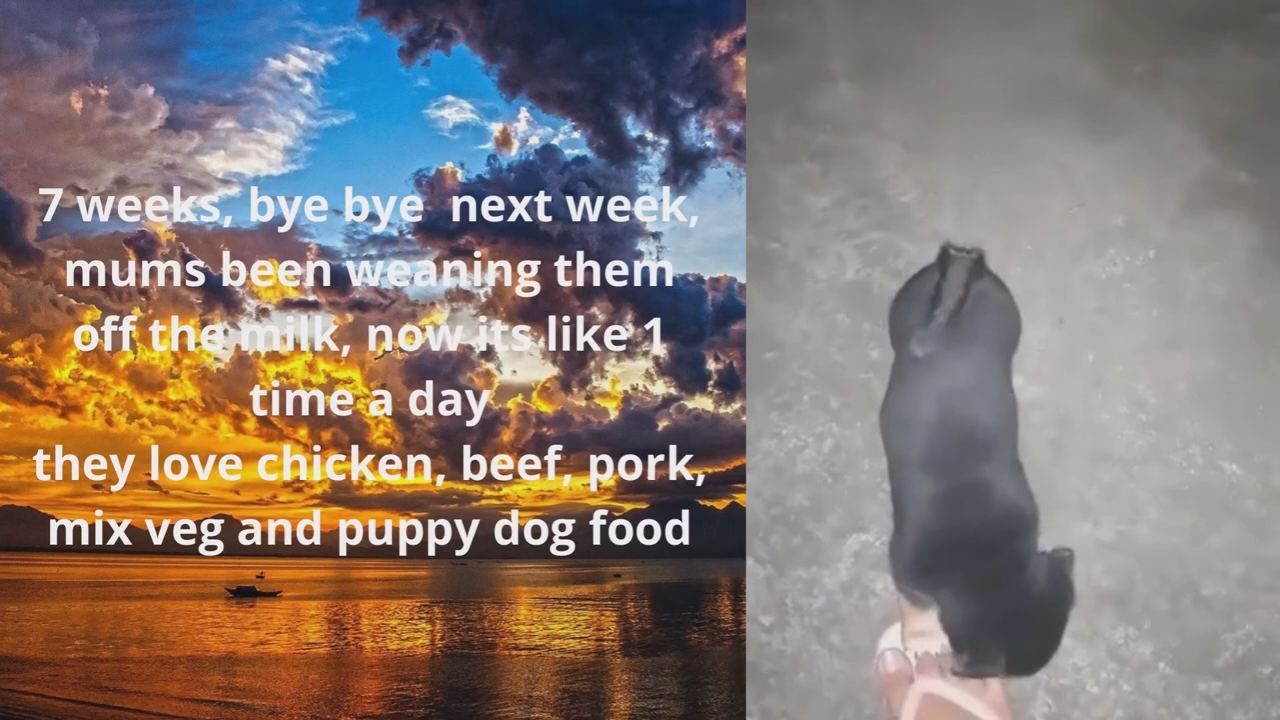 7 weeks, bye bye  next week,
mums been weaning them
off the milk, now its like 1
time a day
they love chicken, beef, pork,
mix veg and puppy dog food